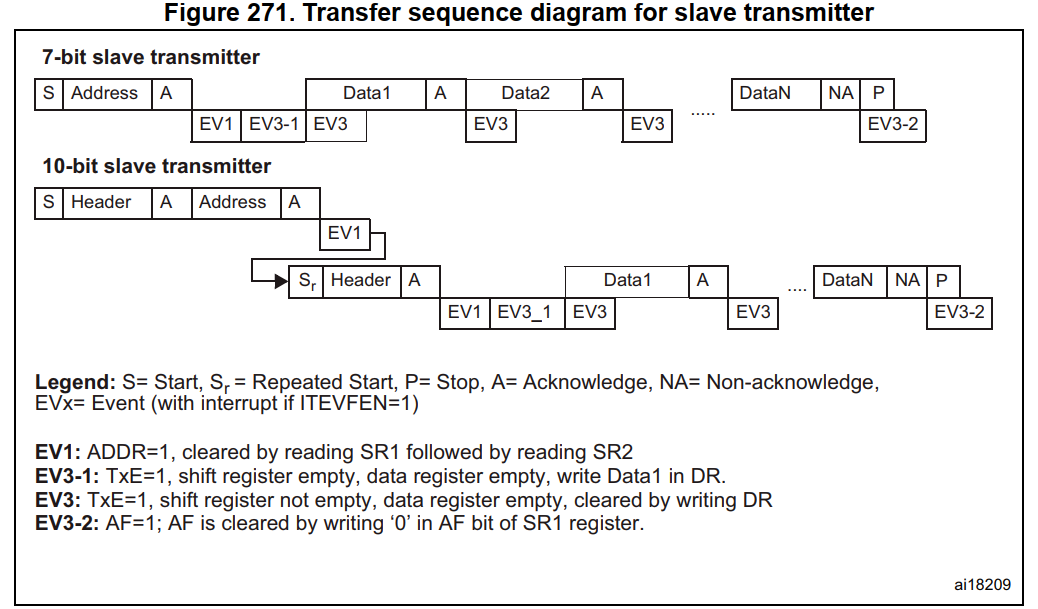 Figure 271. Transfer sequence diagram for slave transmitter
7-bit slave transmitter
S Address A Data1 A Data2 A ..... DataN NA P
EV1 EV3-1 EV3 EV3 EV3 EV3-2
10-bit slave transmitter
S Header A Address A
EV1
Sr Header A Data1 A .... DataN NA P
EV1 EV3_1 EV3 EV3 EV3-2
Legend: S= Start, Sr = Repeated Start, P= Stop, A= Acknowledge, NA= Non-acknowledge,
EVx= Event (with interrupt if ITEVFEN=1)
EV1: ADDR=1, cleared by reading SR1 followed by reading SR2
EV3-1: TxE=1, shift register empty, data register empty, write Data1 in DR.
EV3: TxE=1, shift register not empty, data register empty, cleared by writing DR
EV3-2: AF=1; AF is cleared by writing ‘0’ in AF bit of SR1 register.
ai18209